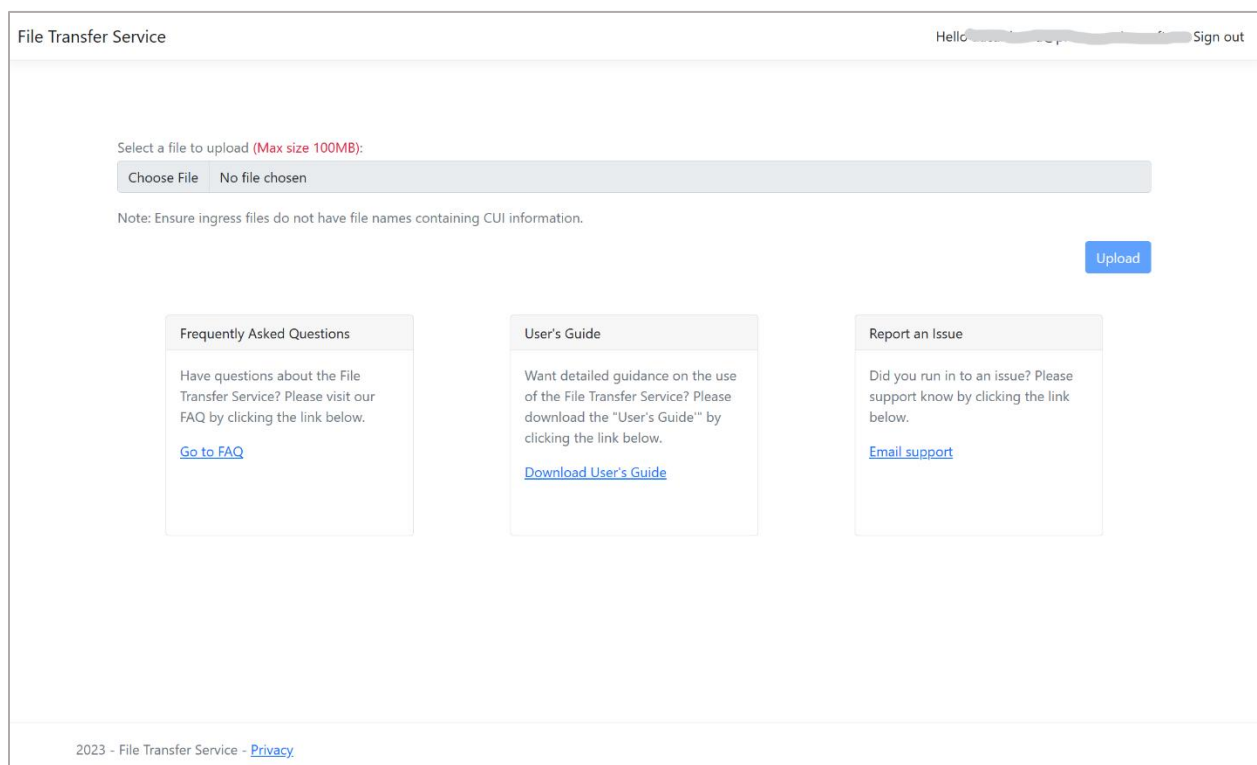 File Transfer Service
Hello
Sign out
Select a file to upload (Max size 100MB):
Choose File No file chosen
Note: Ensure ingress files do not have file names containing CUI information.
Upload
Frequently Asked Questions
Have questions about the File
Transfer Service? Please visit our
FAQ by clicking the link below.
Go to FAQ
User's Guide
Want detailed guidance on the use
of the File Transfer Service? Please
download the "User's Guide'" by
clicking the link below.
Download User's Guide
Report an Issue
Did you run in to an issue? Please
support know by clicking the link
below.
Email support
2023 - File Transfer Service - Privacy